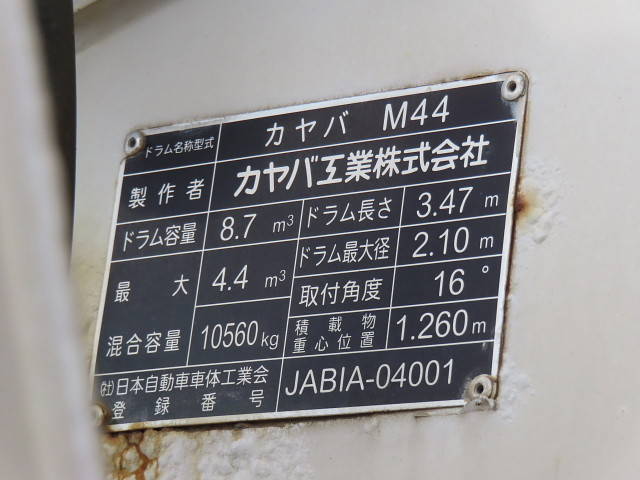 ドラム名称型式 カヤバ M44
製作者 カヤバ工業株式会社
ドラム容量 8.7 m³ ドラム長さ 3.47 m
最大 4.4 m³ ドラム最大径 2.10 m
取付角度 16°
混合容量 10560kg 積載物 1.260m
重心位置
(社)日本自動車車体工業会 JABIA-04001
登録番号